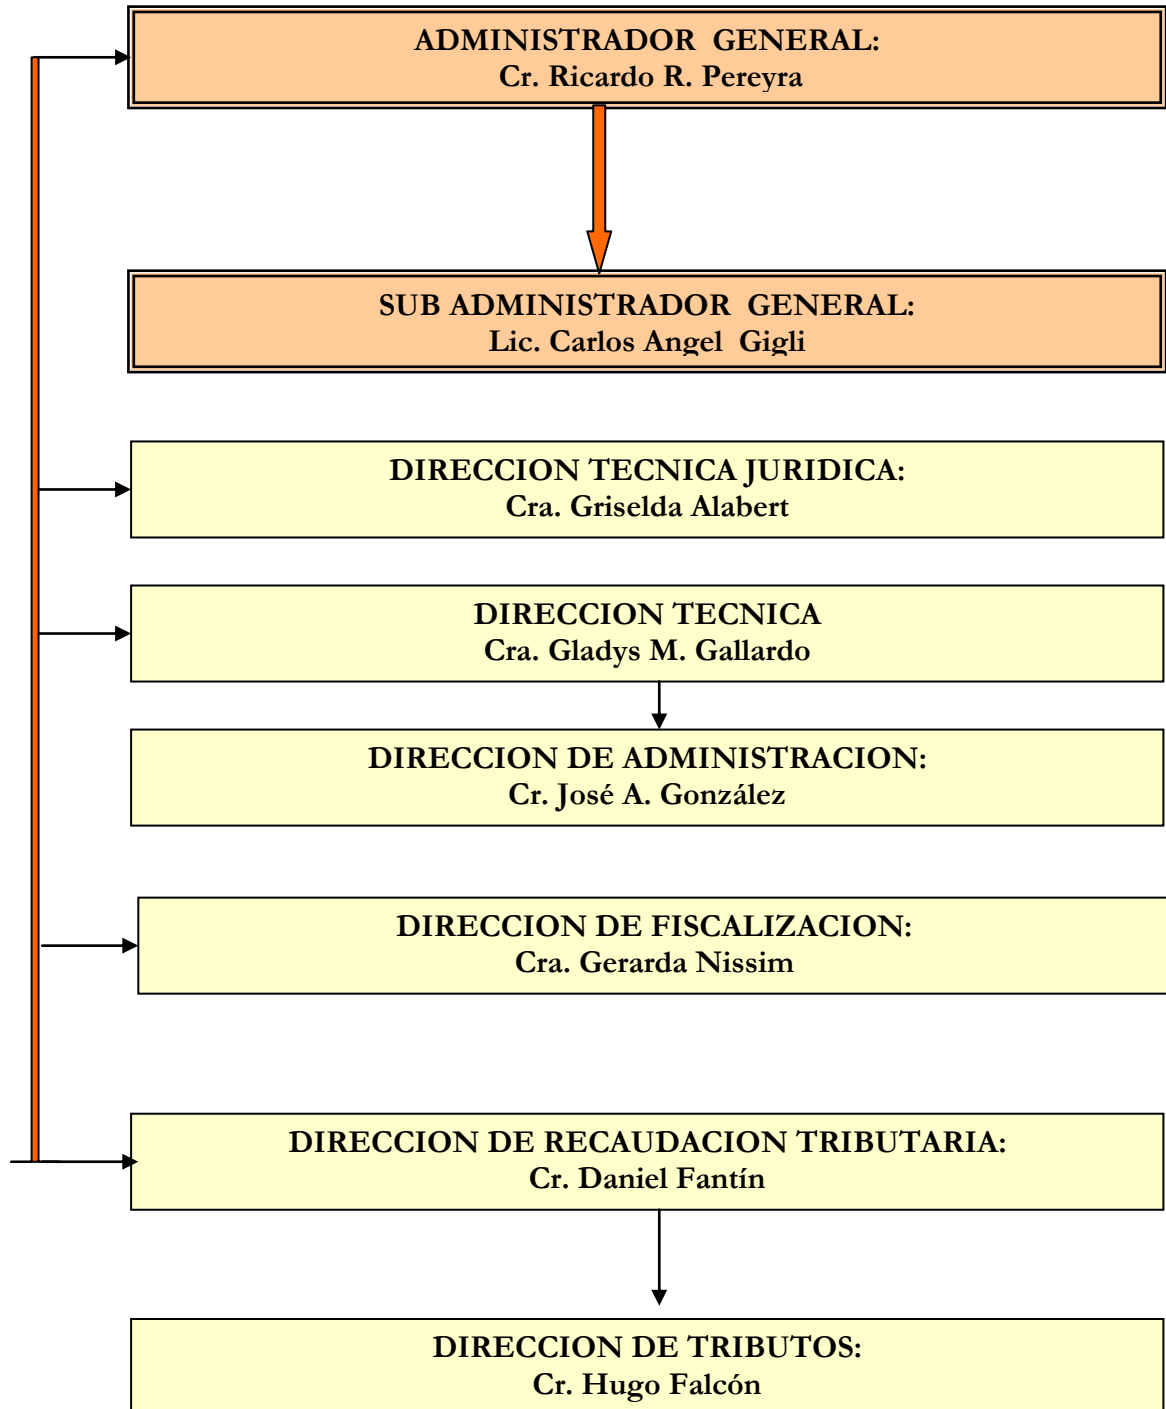 ADMINISTRADOR GENERAL:
Cr. Ricardo R. Pereyra
SUB ADMINISTRADOR GENERAL:
Lic. Carlos Angel Gigli
DIRECCION TECNICA JURIDICA:
Cra. Griselda Alabert
DIRECCION TECNICA
Cra. Gladys M. Gallardo
DIRECCION DE ADMINISTRACION:
Cr. José A. González
DIRECCION DE FISCALIZACION:
Cra. Gerarda Nissim
DIRECCION DE RECAUDACION TRIBUTARIA:
Cr. Daniel Fantín
DIRECCION DE TRIBUTOS:
Cr. Hugo Falcón